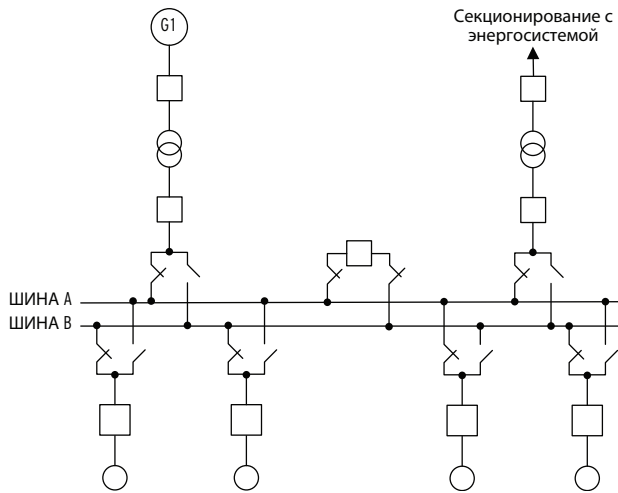 G1
Секционирование с
энергосистемой
ШИНА A
ШИНА B